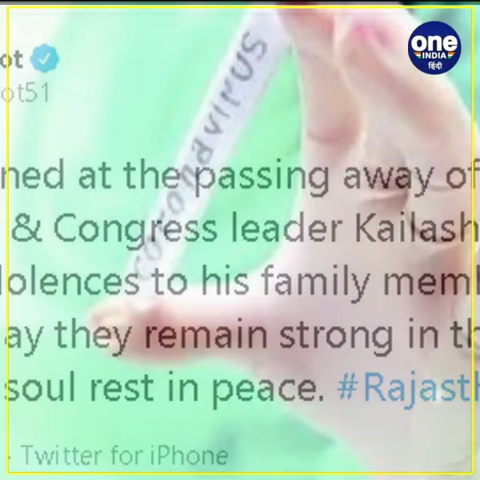 one
INDIA
हिंदी
ot
ot51
coronavirus
ned at the passing away of
& Congress leader Kailash
dolences to his family memb
ay they remain strong in th
soul rest in peace. #Rajasth
· Twitter for iPhone